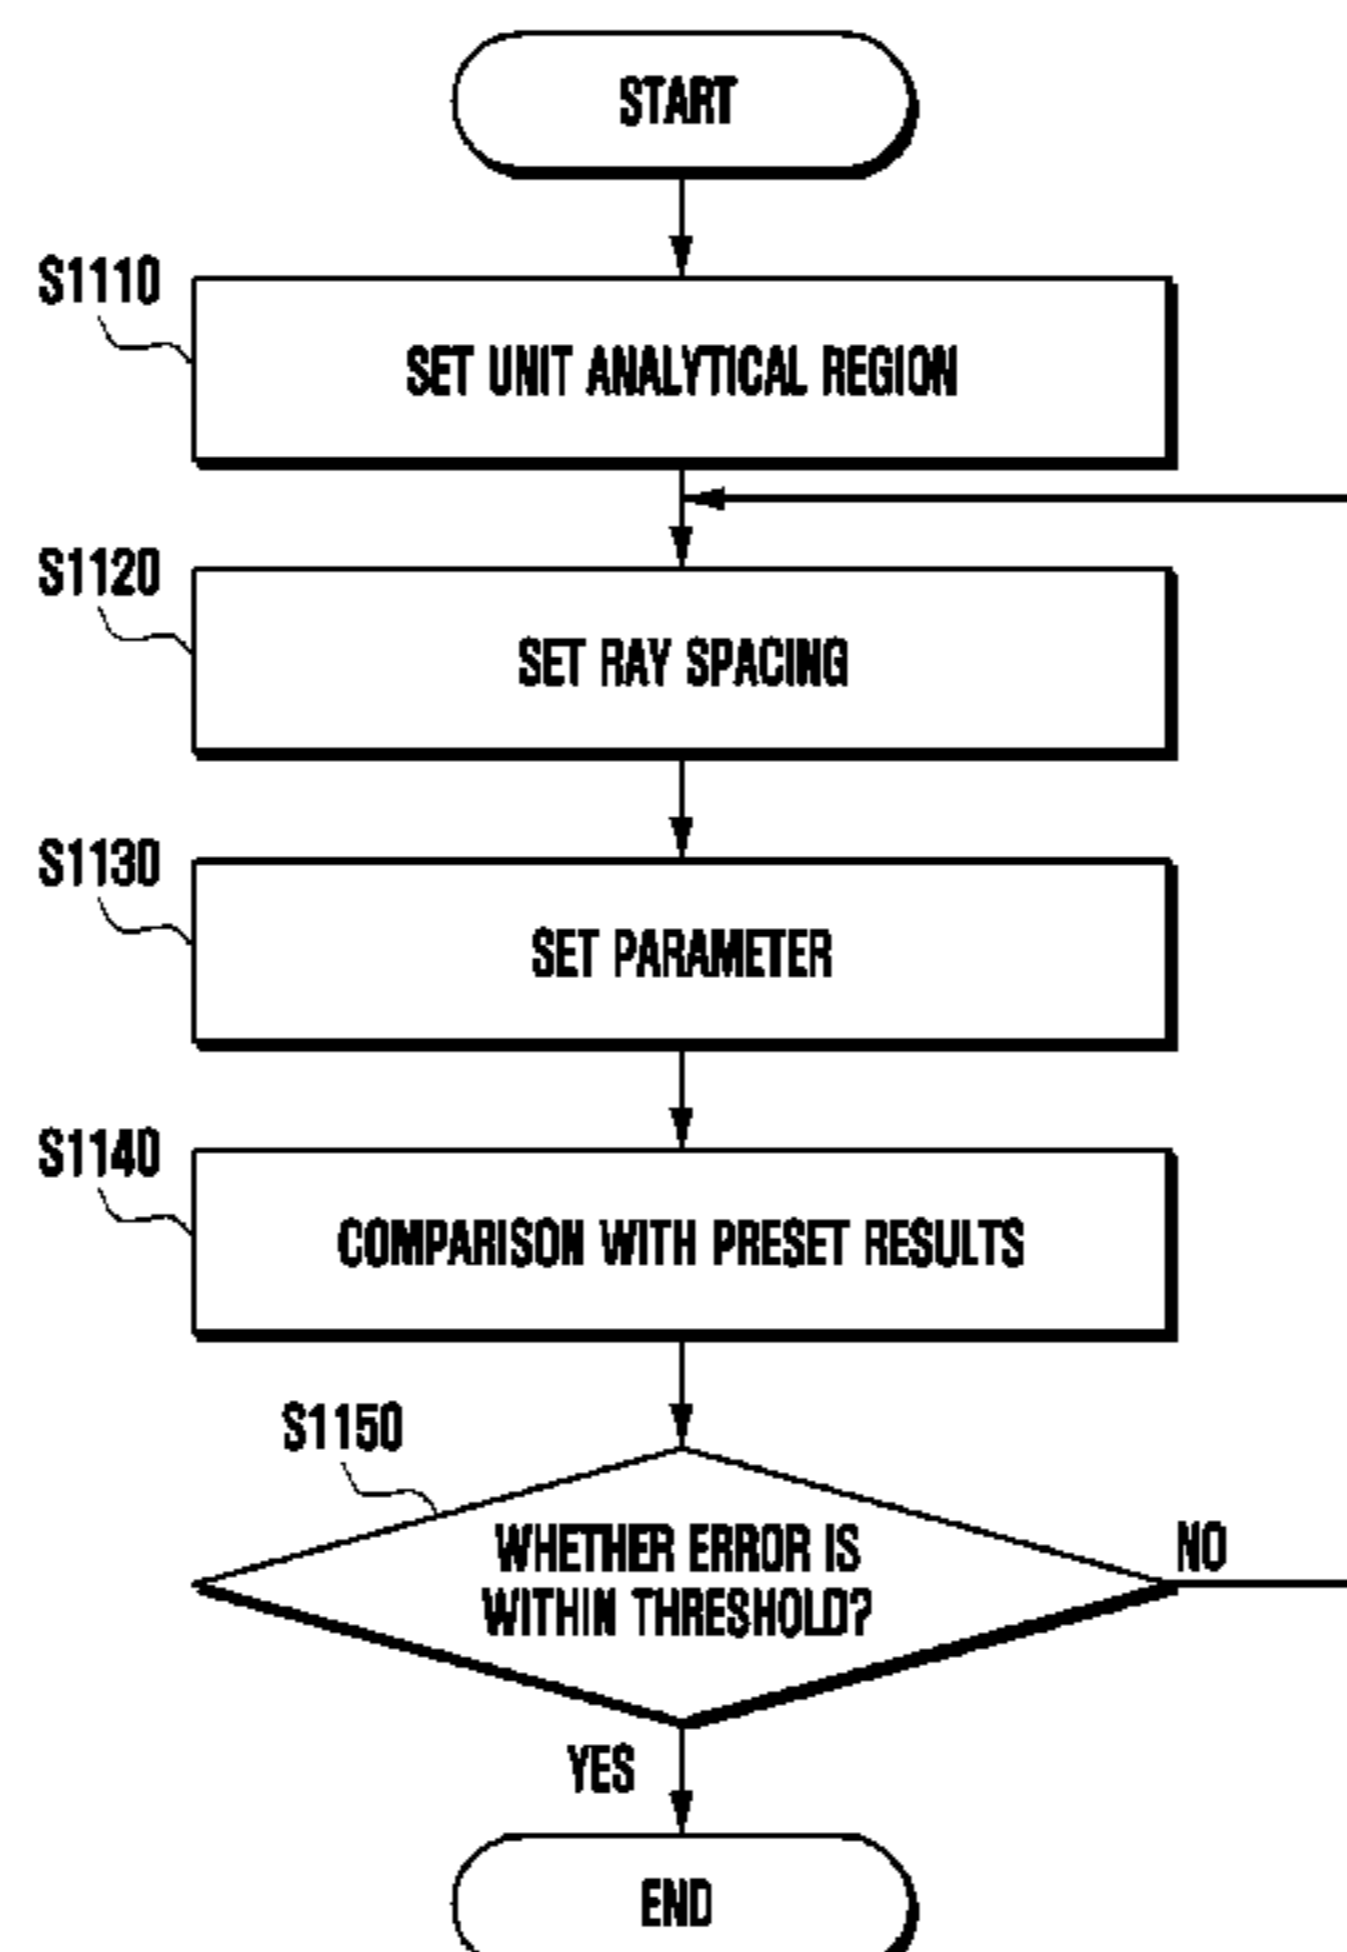 START
S1110
SET UNIT ANALYTICAL REGION
S1120
SET RAY SPACING
S1130
SET PARAMETER
S1140
COMPARISON WITH PRESET RESULTS
S1150
WHETHER ERROR IS
WITHIN THRESHOLD?
NO
YES
END